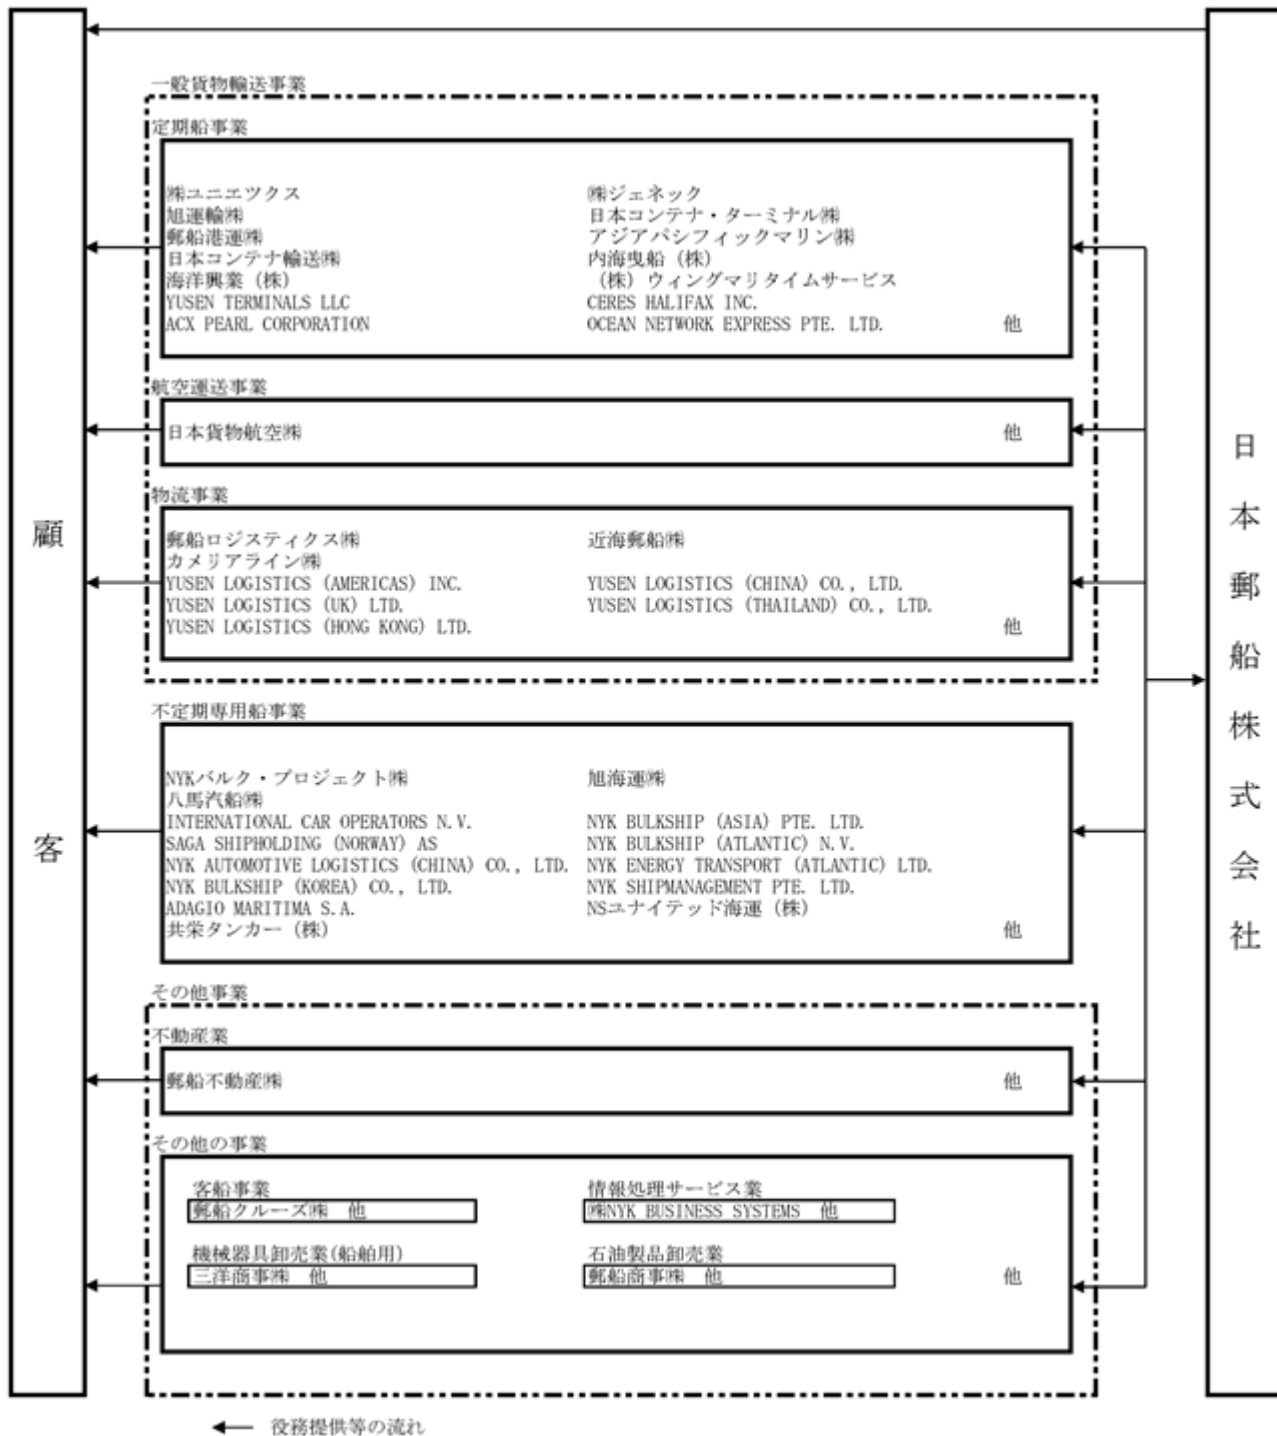 一般貨物輸送事業
定期船事業
㈱ユニエツクス ㈱ジェネック
旭運輸㈱ 日本コンテナ・ターミナル㈱
郵船港運㈱ アジアパシフィックマリン㈱
日本コンテナ輸送㈱ 内海曳船（株）
海洋興業（株） （株）ウィングマリタイムサービス
YUSEN TERMINALS LLC CERES HALIFAX INC.
ACX PEARL CORPORATION OCEAN NETWORK EXPRESS PTE. LTD. 他
航空運送事業
日本貨物航空㈱ 他
物流事業
郵船ロジスティクス㈱ 近海郵船㈱
カメリアライン㈱
YUSEN LOGISTICS (AMERICAS) INC. YUSEN LOGISTICS (CHINA) CO., LTD.
YUSEN LOGISTICS (UK) LTD. YUSEN LOGISTICS (THAILAND) CO., LTD.
YUSEN LOGISTICS (HONG KONG) LTD. 他
不定期専用船事業
NYKバルク・プロジェクト㈱ 旭海運㈱
八馬汽船㈱
INTERNATIONAL CAR OPERATORS N.V. NYK BULKSHIP (ASIA) PTE. LTD.
SAGA SHIPHOLDING (NORWAY) AS NYK BULKSHIP (ATLANTIC) N.V.
NYK AUTOMOTIVE LOGISTICS (CHINA) CO., LTD. NYK ENERGY TRANSPORT (ATLANTIC) LTD.
NYK BULKSHIP (KOREA) CO., LTD. NYK SHIPMANAGEMENT PTE. LTD.
ADAGIO MARITIMA S.A. NSユナイテッド海運（株）
共栄タンカー（株） 他
その他事業
不動産業
郵船不動産㈱ 他
その他の事業
客船事業 情報処理サービス業
郵船クルーズ㈱ 他 ㈱NYK BUSINESS SYSTEMS 他
機械器具卸売業(船舶用) 石油製品卸売業
三洋商事㈱ 他 郵船商事㈱ 他 他
顧客
日本郵船株式会社
役務提供等の流れ